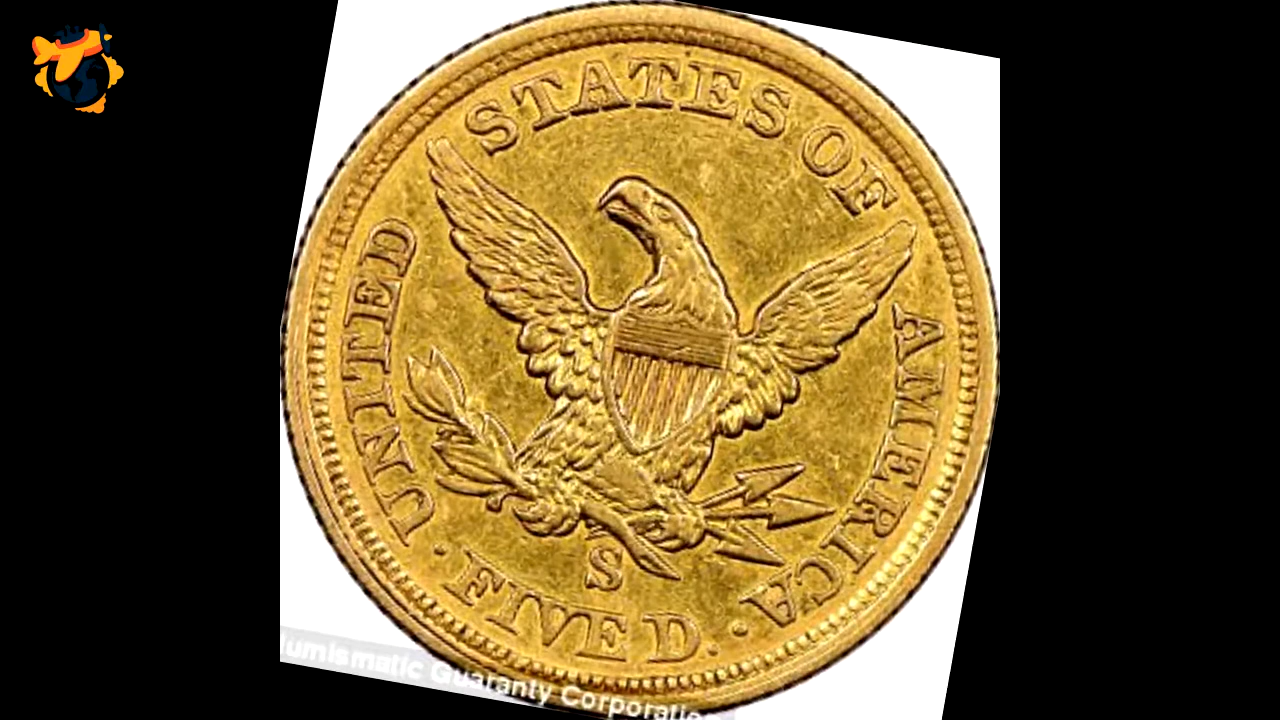 UNITED STATES OF AMERICA
S
· FIVE D. ·
Numismatic Guaranty Corporation